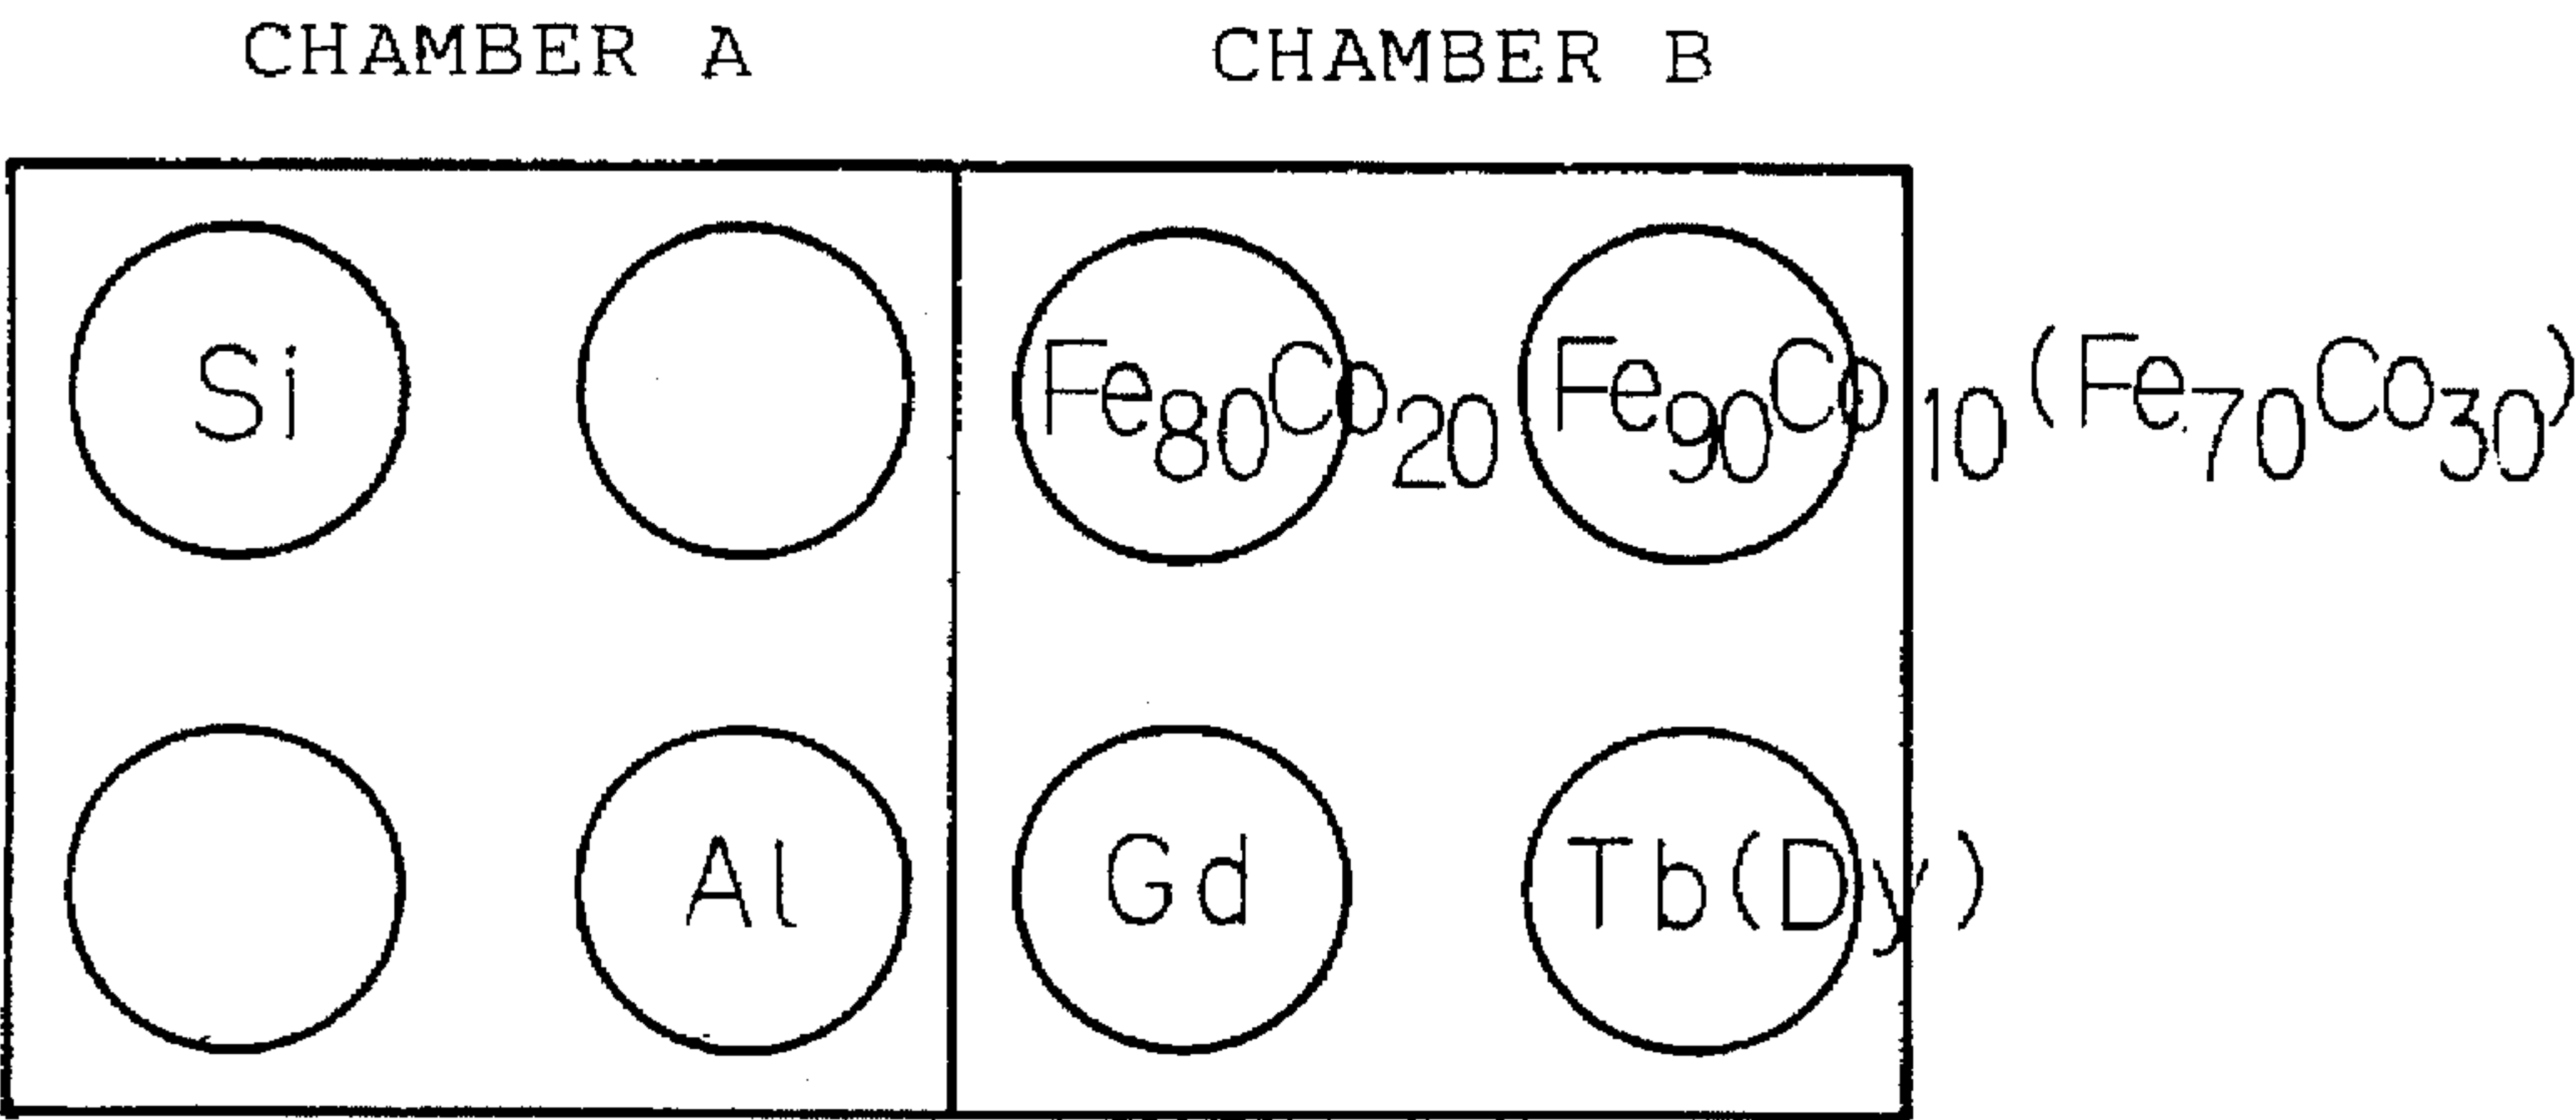 CHAMBER A CHAMBER B
Si Fe₈₀Co₂₀ Fe₉₀Co₁₀(Fe₇₀Co₃₀)
Al Gd Tb(Dy)